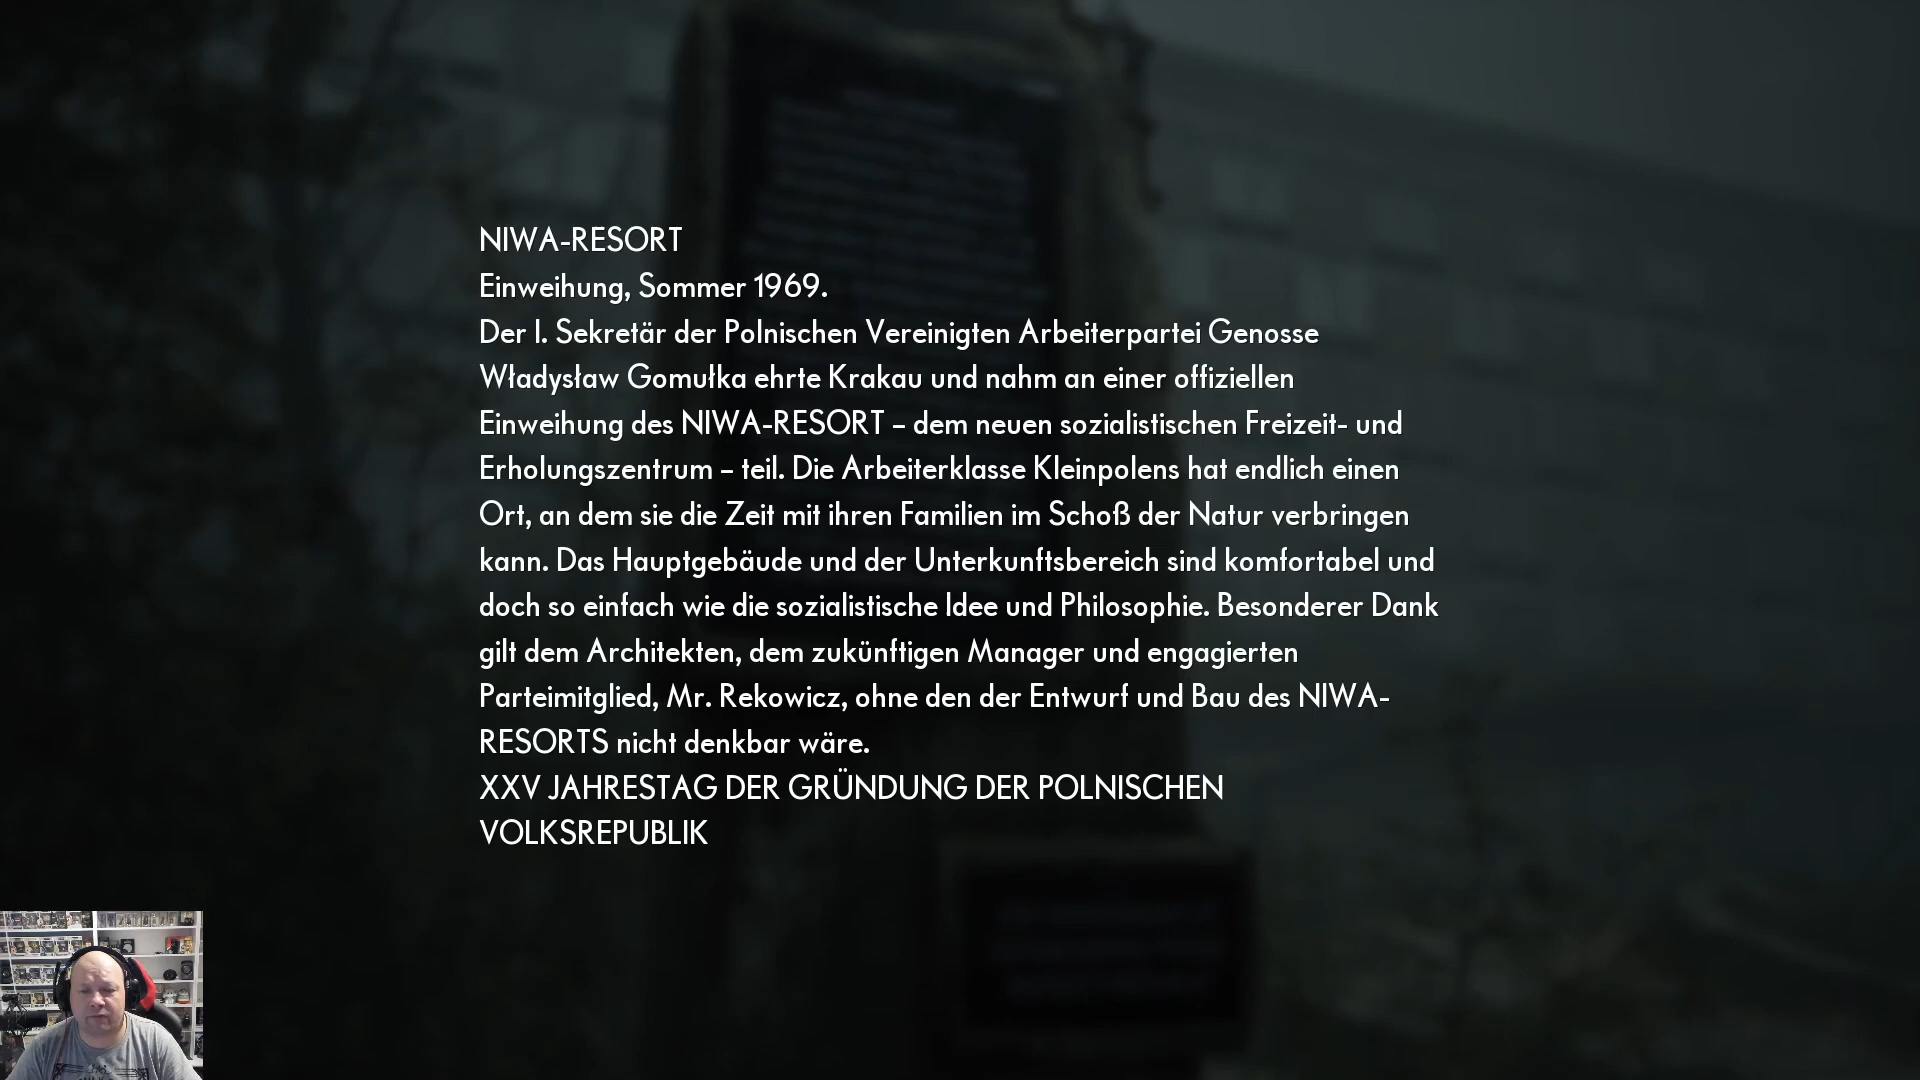 NIWA-RESORT
Einweihung, Sommer 1969.
Der I. Sekretär der Polnischen Vereinigten Arbeiterpartei Genosse
Władysław Gomułka ehrte Krakau und nahm an einer offiziellen
Einweihung des NIWA-RESORT – dem neuen sozialistischen Freizeit- und
Erholungszentrum – teil. Die Arbeiterklasse Kleinpolens hat endlich einen
Ort, an dem sie die Zeit mit ihren Familien im Schoß der Natur verbringen
kann. Das Hauptgebäude und der Unterkunftsbereich sind komfortabel und
doch so einfach wie die sozialistische Idee und Philosophie. Besonderer Dank
gilt dem Architekten, dem zukünftigen Manager und engagierten
Parteimitglied, Mr. Rekowicz, ohne den der Entwurf und Bau des NIWA-
RESORTS nicht denkbar wäre.
XXV JAHRESTAG DER GRÜNDUNG DER POLNISCHEN
VOLKSREPUBLIK